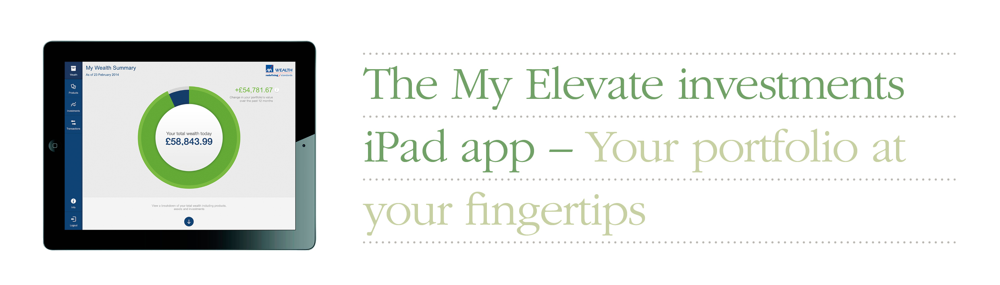 My Wealth Summary
As of 23 February 2014
AXA WEALTH
redefining / standards
Wealth
Products
Investments
Transactions
Info
Logout
+£54,781.67
Change in your portfolio's value
over the past 12 months
Your total wealth today
£58,843.99
View a breakdown of your total wealth including products,
assets and investments
The My Elevate investments
iPad app – Your portfolio at
your fingertips